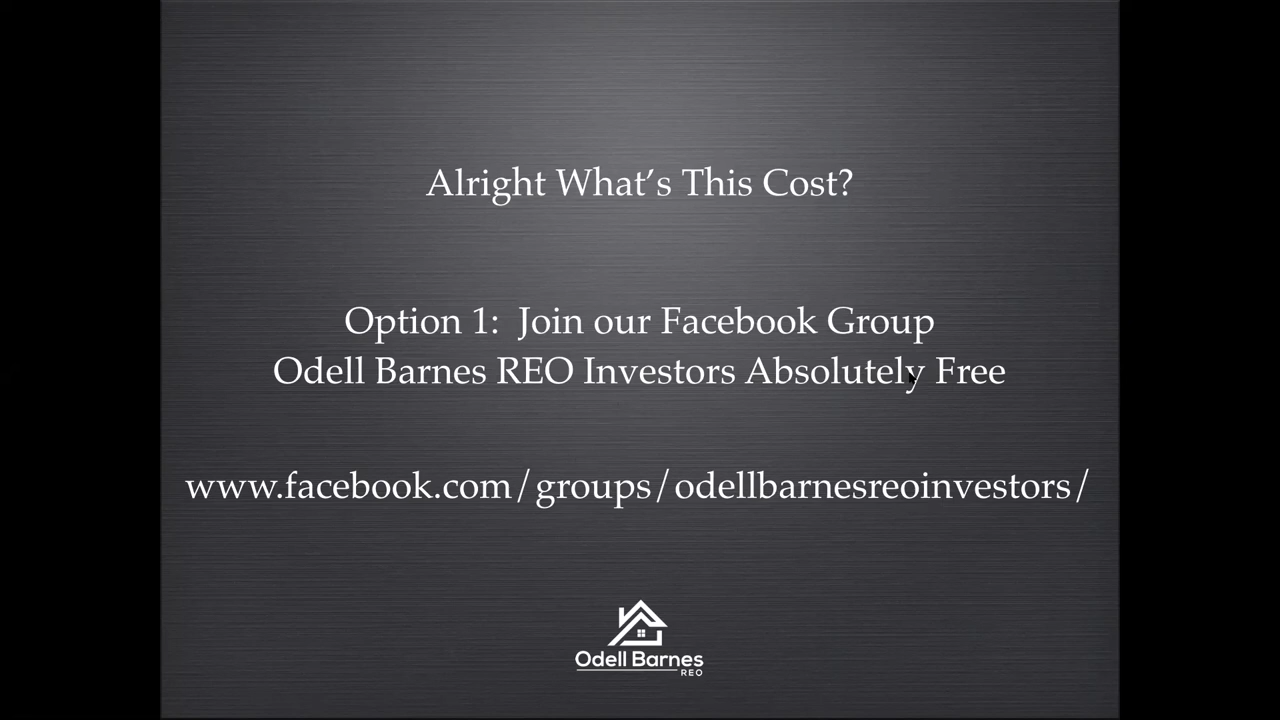 Alright What's This Cost?
Option 1: Join our Facebook Group
Odell Barnes REO Investors Absolutely Free
www.facebook.com/groups/odellbarnesreoinvestors/
Odell Barnes
REO